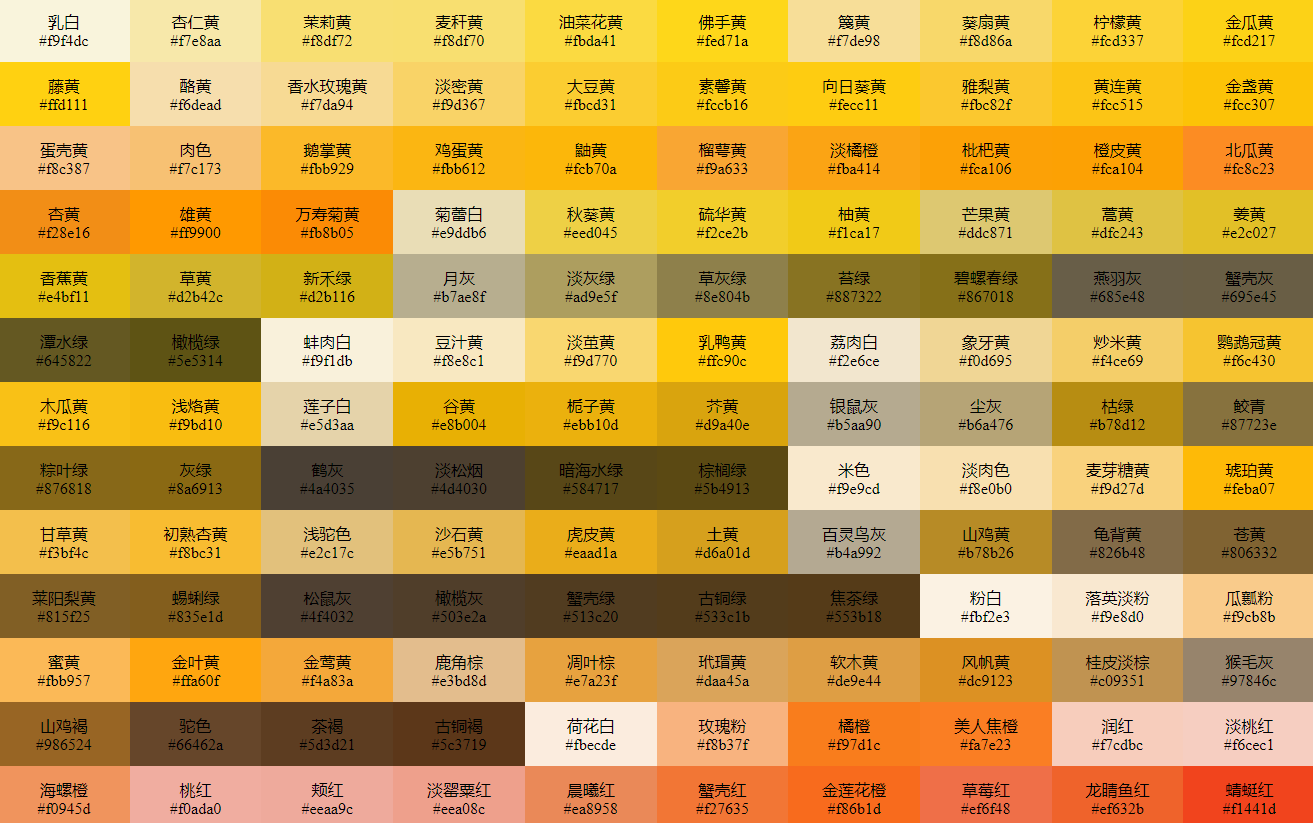 乳白 杏仁黄 茉莉黄 麦秆黄 油菜花黄 佛手黄 篾黄 葵扇黄 柠檬黄 金瓜黄
#f9f4dc #f7e8aa #f8df72 #f8df70 #fbda41 #fed71a #f7de98 #f8d86a #fcd337 #fcd217
藤黄 酪黄 香水玫瑰黄 淡密黄 大豆黄 素馨黄 向日葵黄 雅梨黄 黄连黄 金盏黄
#ffd111 #f6dead #f7da94 #f9d367 #fbcd31 #fccb16 #fecc11 #fbc82f #fcc515 #fcc307
蛋壳黄 肉色 鹅掌黄 鸡蛋黄 鼬黄 榴萼黄 淡橘橙 枇杷黄 橙皮黄 北瓜黄
#f8c387 #f7c173 #fbb929 #fbb612 #fcb70a #f9a633 #fba414 #fca106 #fca104 #fc8c23
杏黄 雄黄 万寿菊黄 菊蕾白 秋葵黄 硫华黄 柚黄 芒果黄 蒿黄 姜黄
#f28e16 #ff9900 #fb8b05 #e9ddb6 #eed045 #f2ce2b #f1ca17 #ddc871 #dfc243 #e2c027
香蕉黄 草黄 新禾绿 月灰 淡灰绿 草灰绿 苔绿 碧螺春绿 燕羽灰 蟹壳灰
#e4bf11 #d2b42c #d2b116 #b7ae8f #ad9e5f #8e804b #887322 #867018 #685e48 #695e45
潭水绿 橄榄绿 蚌肉白 豆汁黄 淡茧黄 乳鸭黄 荔肉白 象牙黄 炒米黄 鹦鹉冠黄
#645822 #5e5314 #f9f1db #f8e8c1 #f9d770 #ffc90c #f2e6ce #f0d695 #f4ce69 #f6c430
木瓜黄 浅烙黄 莲子白 谷黄 栀子黄 芥黄 银鼠灰 尘灰 枯绿 鲛青
#f9c116 #f9bd10 #e5d3aa #e8b004 #ebb10d #d9a40e #b5aa90 #b6a476 #b78d12 #87723e
粽叶绿 灰绿 鹤灰 淡松烟 暗海水绿 棕榈绿 米色 淡肉色 麦芽糖黄 琥珀黄
#876818 #8a6913 #4a4035 #4d4030 #584717 #5b4913 #f9e9cd #f8e0b0 #f9d27d #feba07
甘草黄 初熟杏黄 浅驼色 沙石黄 虎皮黄 土黄 百灵鸟灰 山鸡黄 龟背黄 苍黄
#f3bf4c #f8bc31 #e2c17c #e5b751 #eaad1a #d6a01d #b4a992 #b78b26 #826b48 #806332
莱阳梨黄 蜴蜊绿 松鼠灰 橄榄灰 蟹壳绿 古铜绿 焦茶绿 粉白 落英淡粉 瓜瓤粉
#815f25 #835e1d #4f4032 #503e2a #513c20 #533c1b #553b18 #fbf2e3 #f9e8d0 #f9cb8b
蜜黄 金叶黄 金莺黄 鹿角棕 凋叶棕 玳瑁黄 软木黄 风帆黄 桂皮淡棕 猴毛灰
#fbb957 #ffa60f #f4a83a #e3bd8d #e7a23f #daa45a #de9e44 #dc9123 #c09351 #97846c
山鸡褐 驼色 茶褐 古铜褐 荷花白 玫瑰粉 橘橙 美人焦橙 润红 淡桃红
#986524 #66462a #5d3d21 #5c3719 #fbecde #f8b37f #f97d1c #fa7e23 #f7cdbc #f6cec1
海螺橙 桃红 颊红 淡罂粟红 晨曦红 蟹壳红 金莲花橙 草莓红 龙睛鱼红 蜻蜓红
#f0945d #f0ada0 #eeaa9c #eea08c #ea8958 #f27635 #f86b1d #ef6f48 #ef632b #f1441d